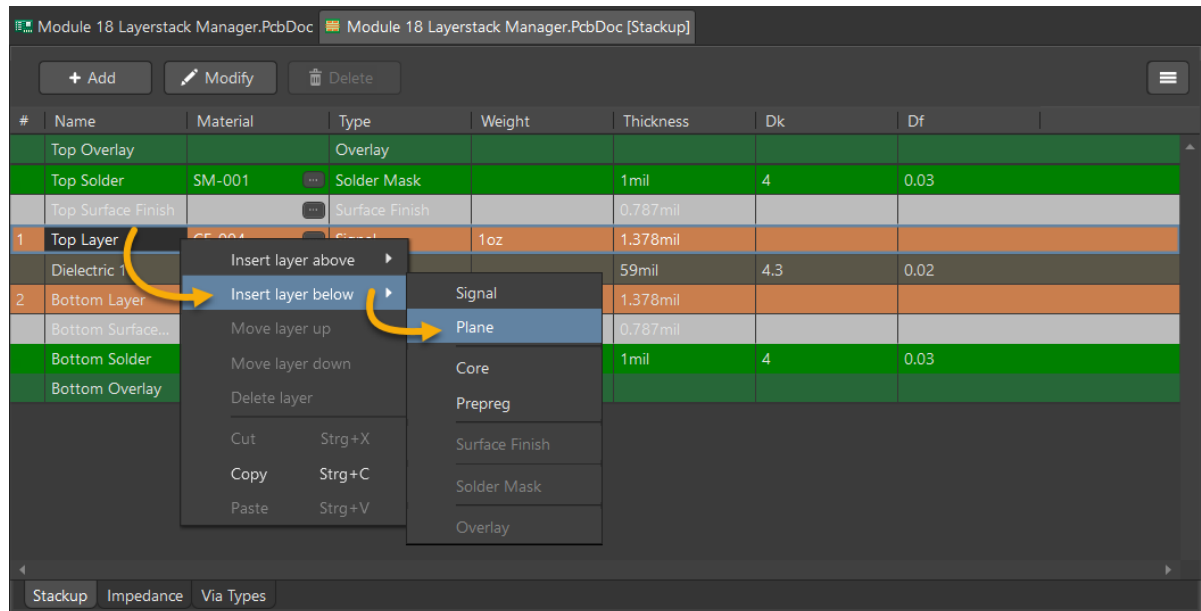 Module 18 Layerstack Manager.PcbDoc Module 18 Layerstack Manager.PcbDoc [Stackup]
+ Add Modify Delete
# Name Material Type Weight Thickness Dk Df
Top Overlay Overlay
Top Solder SM-001 Solder Mask 1mil 4 0.03
Top Surface Finish Surface Finish 0.787mil
1 Top Layer CF-004 Signal 1oz 1.378mil
Dielectric 1 59mil 4.3 0.02
2 Bottom Layer 1.378mil
Bottom Surface... 0.787mil
Bottom Solder 1mil 4 0.03
Bottom Overlay
Insert layer above
Insert layer below
Move layer up
Move layer down
Delete layer
Cut Strg+X
Copy Strg+C
Paste Strg+V
Signal
Plane
Core
Prepreg
Surface Finish
Solder Mask
Overlay
Stackup Impedance Via Types